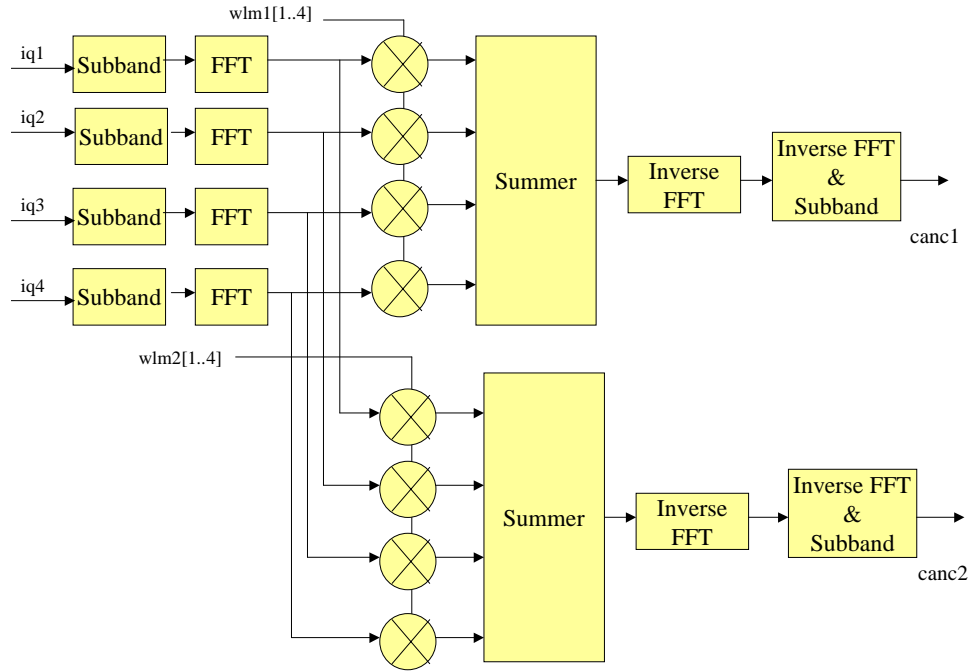 wlm1[1..4]
iq1
Subband
FFT
iq2
Subband
FFT
iq3
Subband
FFT
iq4
Subband
FFT
Summer
Inverse
FFT
Inverse FFT
&
Subband
canc1
wlm2[1..4]
Summer
Inverse
FFT
Inverse FFT
&
Subband
canc2